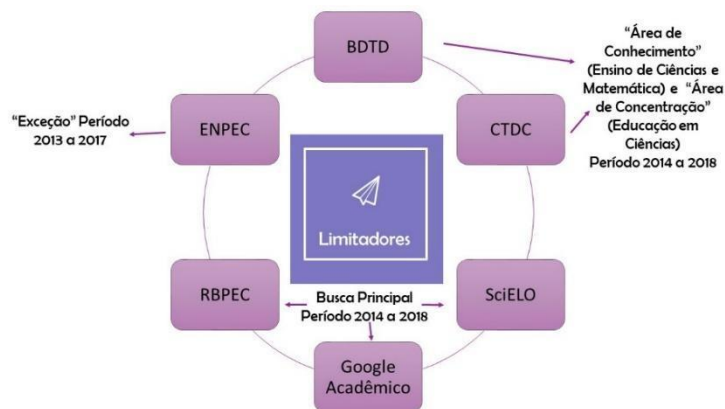 BDTD
“Área de
Conhecimento”
(Ensino de Ciências e
Matemática) e “Área
de Concentração”
(Educação em
Ciências)
Período 2014 a 2018
“Exceção” Período
2013 a 2017
ENPEC
CTDC
Limitadores
RBPEC
Busca Principal
Período 2014 a 2018
SciELO
Google
Acadêmico